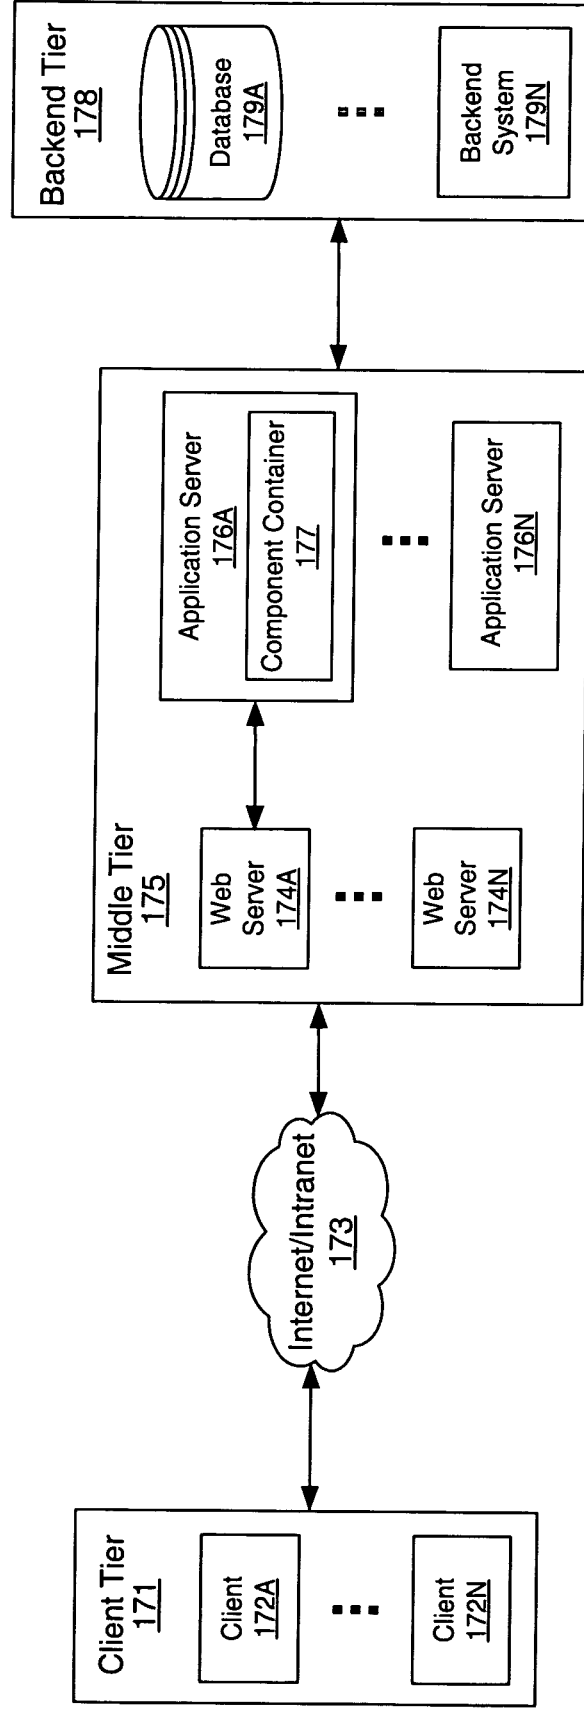 Client Tier
171
Client
172A
Client
172N
Internet/Intranet
173
Middle Tier
175
Web
Server
174A
Web
Server
174N
Application Server
176A
Component Container
177
Application Server
176N
Backend Tier
178
Database
179A
Backend
System
179N